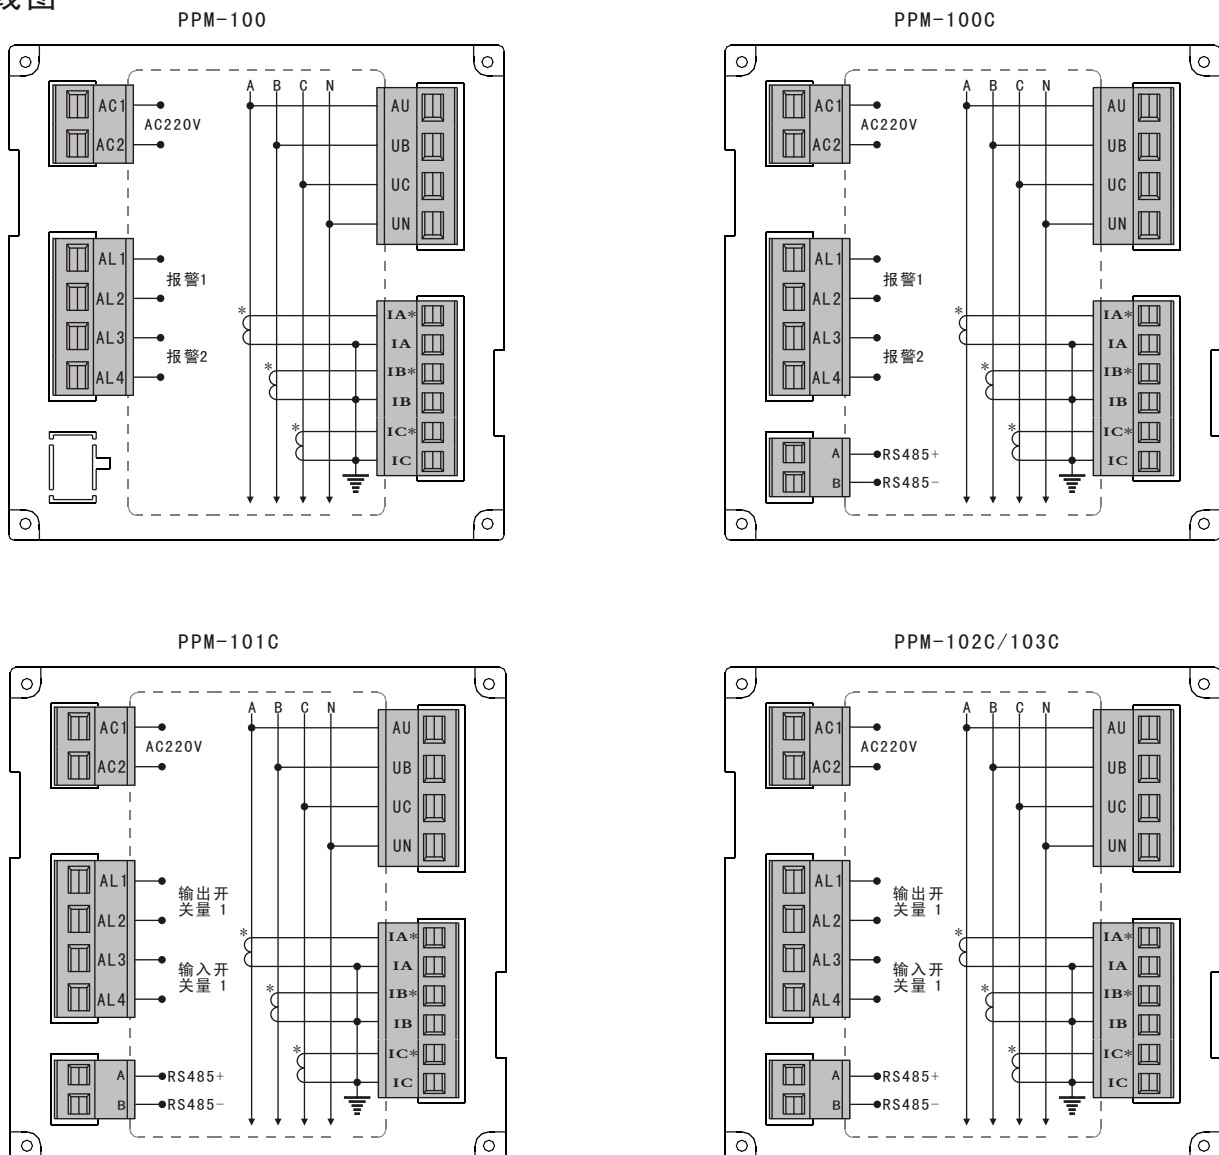 线图
PPM-100
A B C N
AC1
AC220V
AC2
AU
UB
UC
UN
AL1
报警1
AL2
AL3
报警2
AL4
*
*
*
IA*
IA
IB*
IB
IC*
IC
PPM-100C
A B C N
AC1
AC220V
AC2
AU
UB
UC
UN
AL1
报警1
AL2
AL3
报警2
AL4
*
*
*
IA*
IA
IB*
IB
IC*
IC
A RS485+
B RS485-
PPM-101C
A B C N
AC1
AC220V
AC2
AU
UB
UC
UN
AL1
输出开
关量 1
AL2
AL3
输入开
关量 1
AL4
*
*
*
IA*
IA
IB*
IB
IC*
IC
A RS485+
B RS485-
PPM-102C/103C
A B C N
AC1
AC220V
AC2
AU
UB
UC
UN
AL1
输出开
关量 1
AL2
AL3
输入开
关量 1
AL4
*
*
*
IA*
IA
IB*
IB
IC*
IC
A RS485+
B RS485-